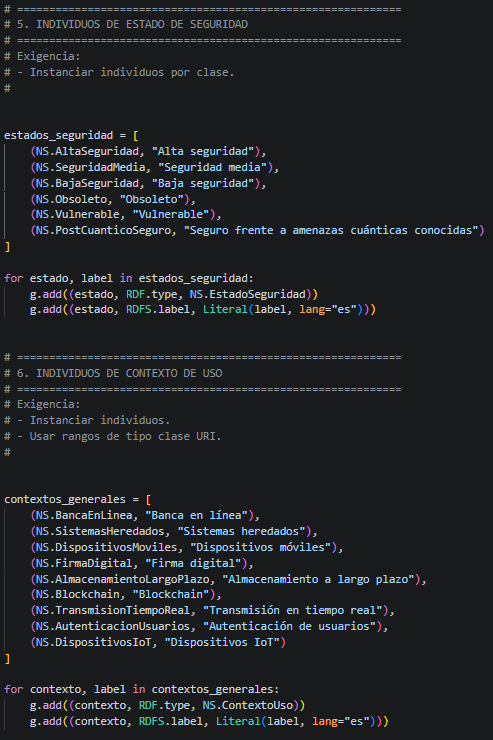 # ============================================================
# 5. INDIVIDUOS DE ESTADO DE SEGURIDAD
# ============================================================
# Exigencia:
# - Instanciar individuos por clase.
#
estados_seguridad = [
    (NS.AltaSeguridad, "Alta seguridad"),
    (NS.SeguridadMedia, "Seguridad media"),
    (NS.BajaSeguridad, "Baja seguridad"),
    (NS.Obsoleto, "Obsoleto"),
    (NS.Vulnerable, "Vulnerable"),
    (NS.PostCuanticoSeguro, "Seguro frente a amenazas cuánticas conocidas")
]
for estado, label in estados_seguridad:
    g.add((estado, RDF.type, NS.EstadoSeguridad))
    g.add((estado, RDFS.label, Literal(label, lang="es")))
# ============================================================
# 6. INDIVIDUOS DE CONTEXTO DE USO
# ============================================================
# Exigencia:
# - Instanciar individuos.
# - Usar rangos de tipo clase URI.
#
contextos_generales = [
    (NS.BancaEnLinea, "Banca en línea"),
    (NS.SistemasHeredados, "Sistemas heredados"),
    (NS.DispositivosMoviles, "Dispositivos móviles"),
    (NS.FirmaDigital, "Firma digital"),
    (NS.AlmacenamientoLargoPlazo, "Almacenamiento a largo plazo"),
    (NS.Blockchain, "Blockchain"),
    (NS.TransmisionTiempoReal, "Transmisión en tiempo real"),
    (NS.AutenticacionUsuarios, "Autenticación de usuarios"),
    (NS.DispositivosIoT, "Dispositivos IoT")
]
for contexto, label in contextos_generales:
    g.add((contexto, RDF.type, NS.ContextoUso))
    g.add((contexto, RDFS.label, Literal(label, lang="es")))